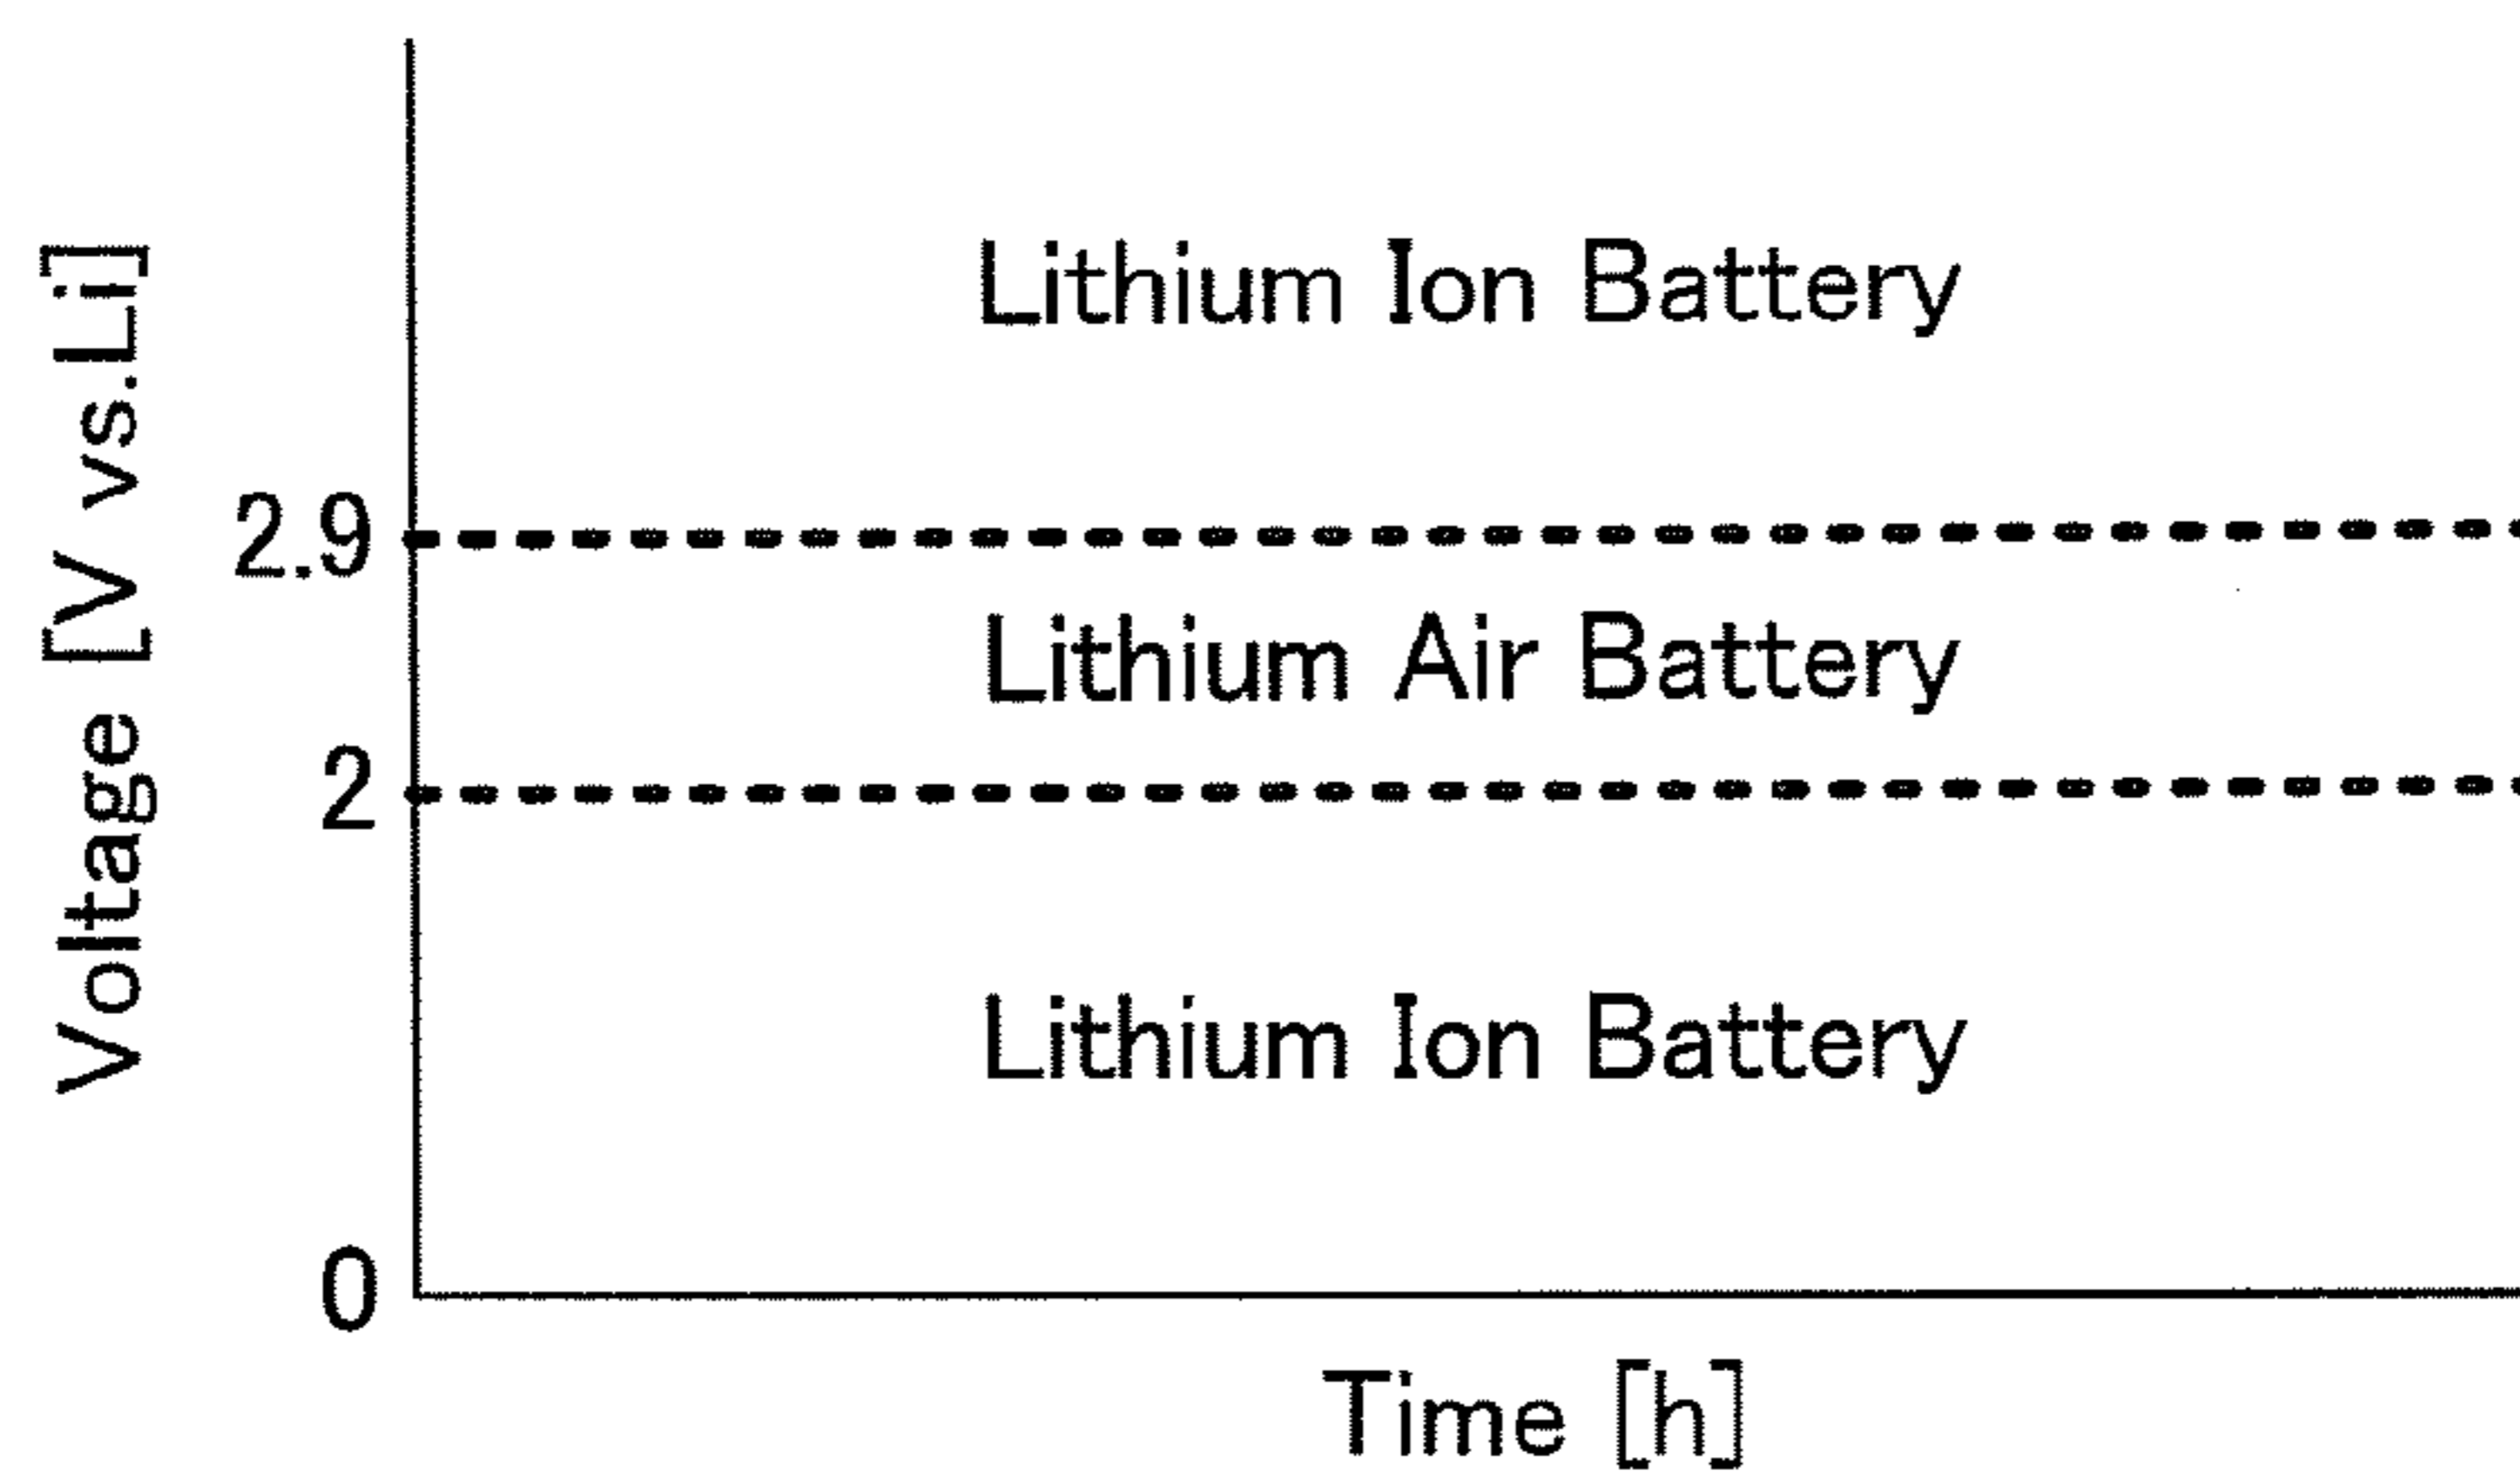 Voltage [V vs.Li]
Lithium Ion Battery
2.9
Lithium Air Battery
2
Lithium Ion Battery
0
Time [h]